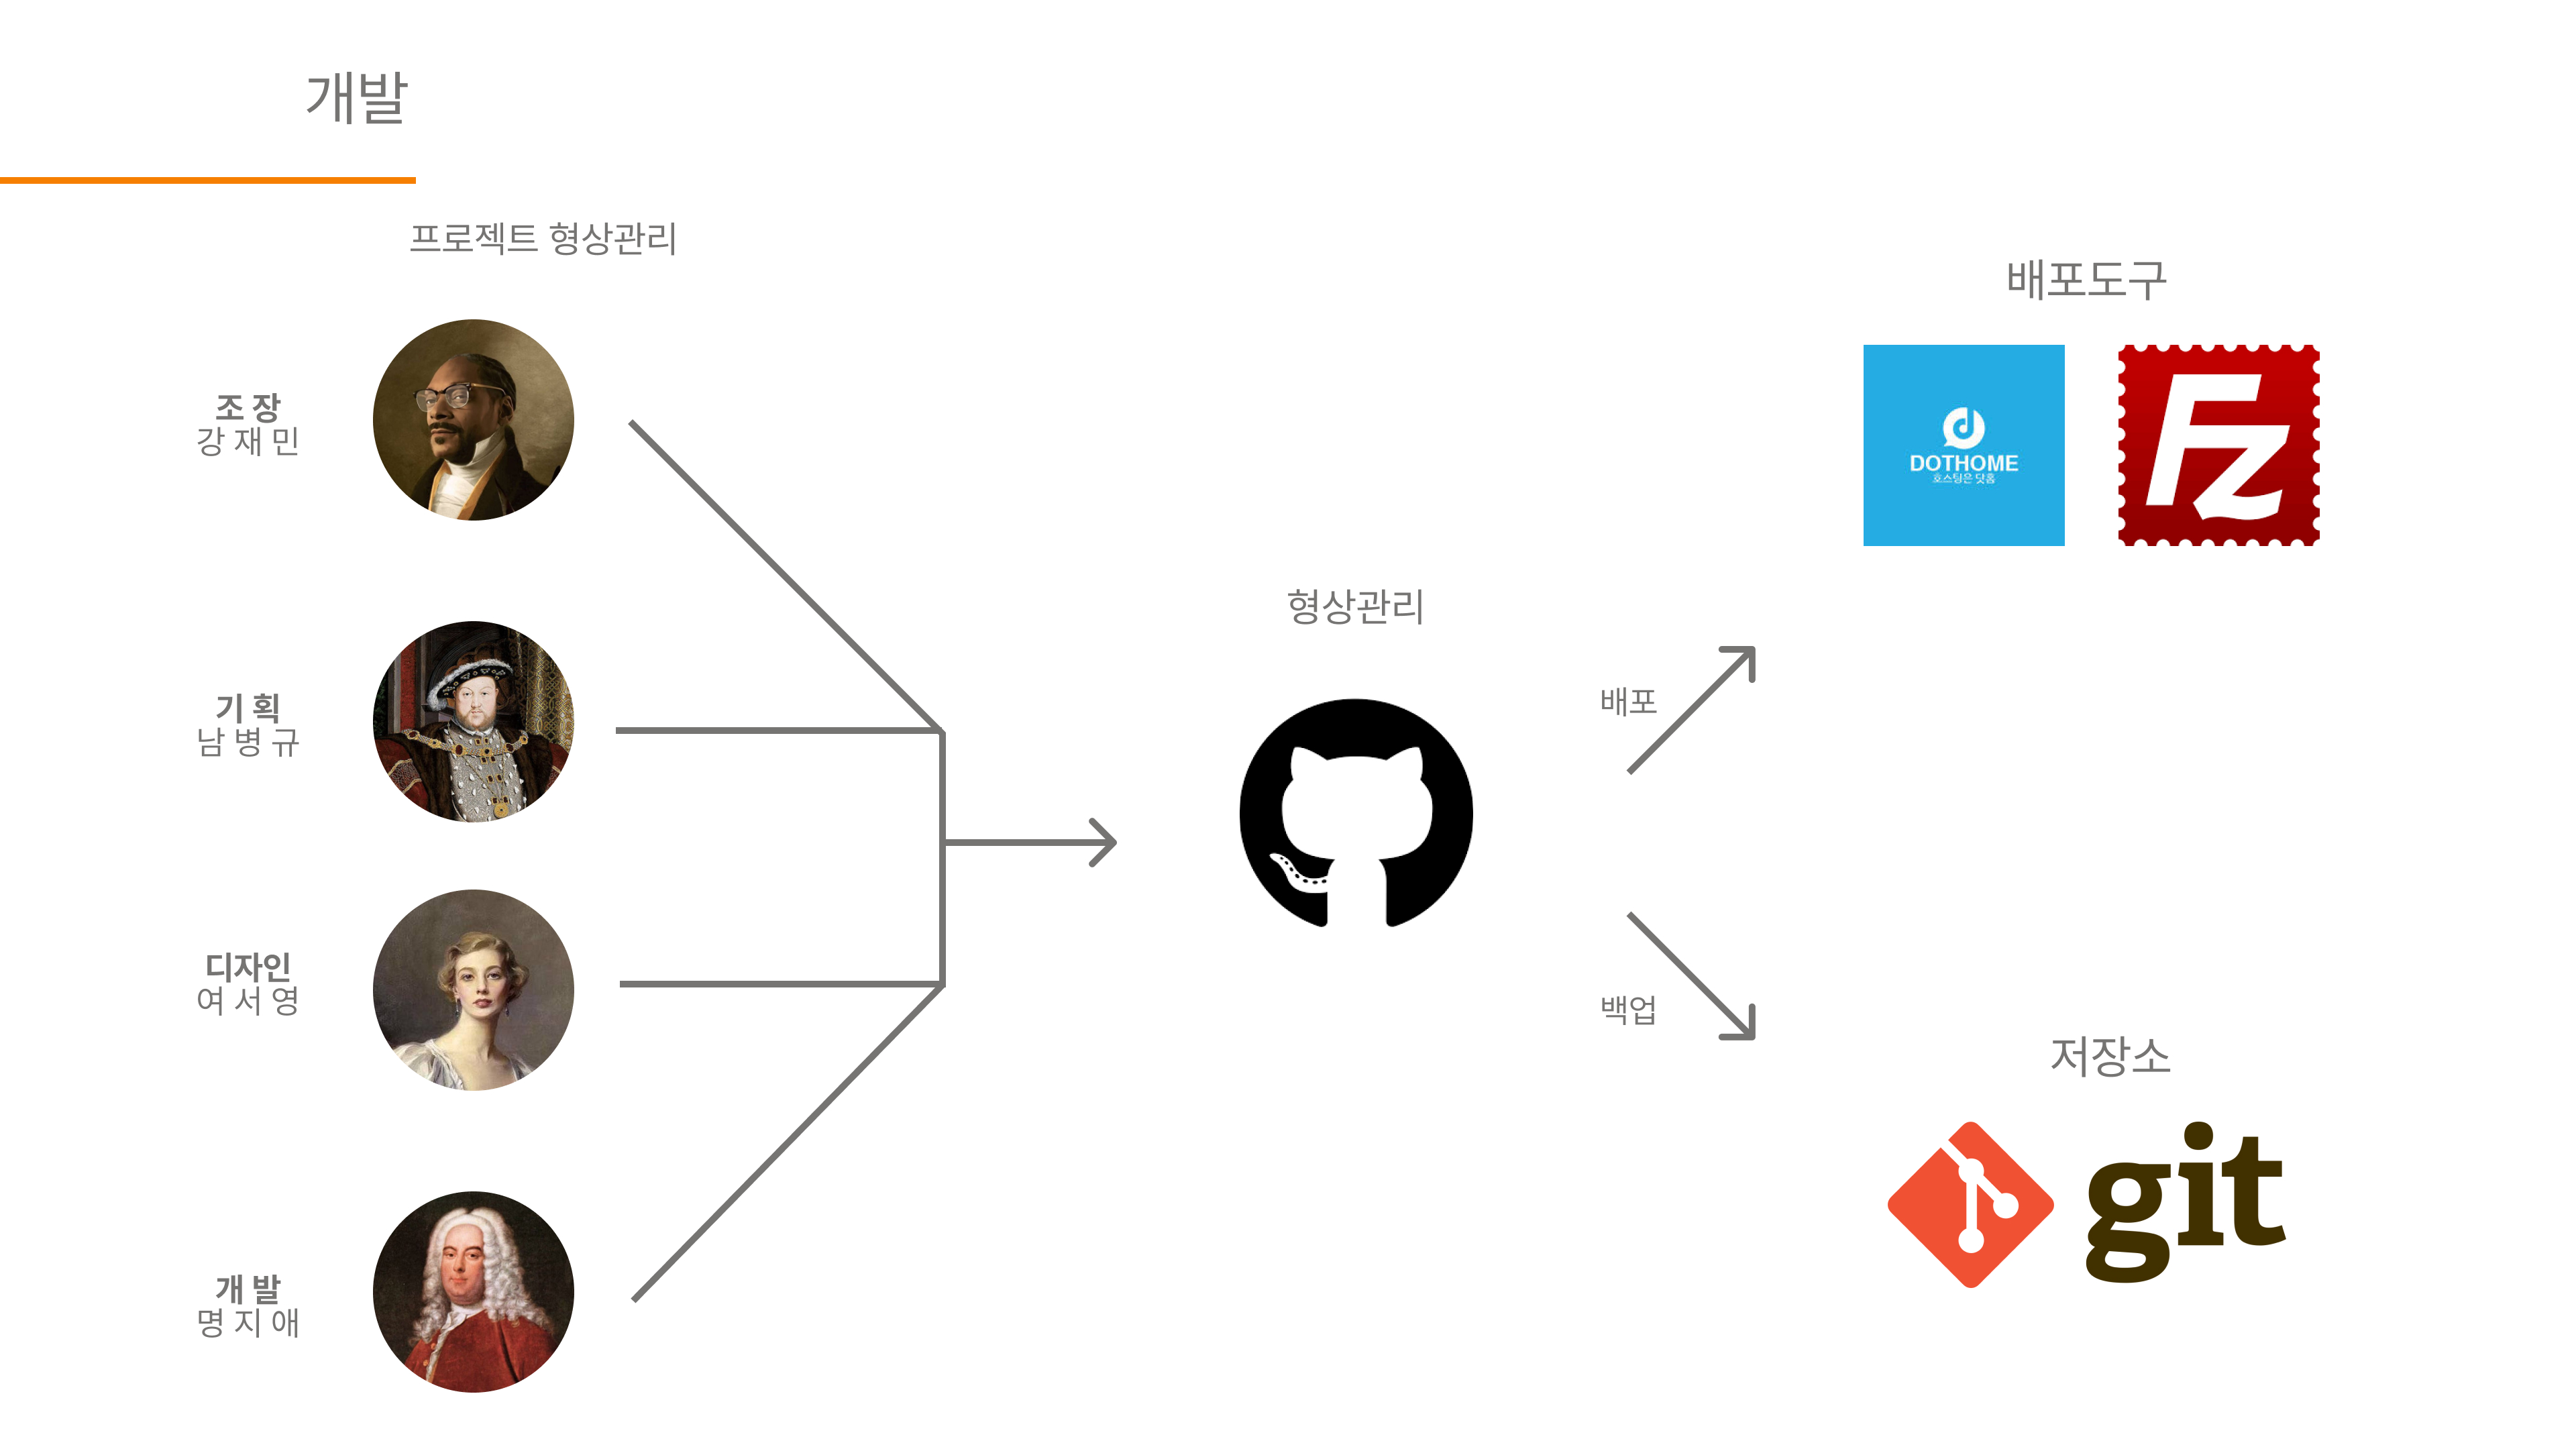 개발
프로젝트 형상관리
조 장
강 재 민
기 획
남 병 규
디자인
여 서 영
개 발
명 지 애
형상관리
배포
백업
배포도구
DOTHOME
호스팅은 닷홈
Fz
저장소
git